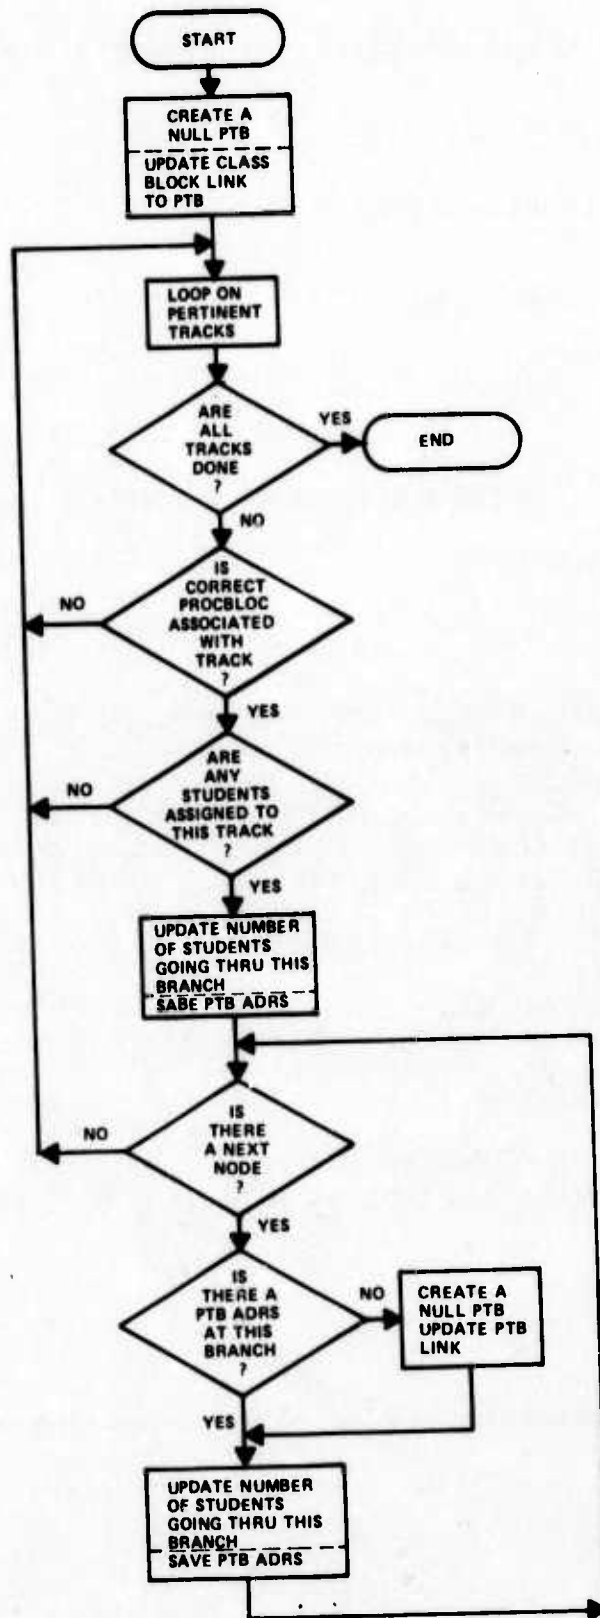 START
CREATE A
NULL PTB
UPDATE CLASS
BLOCK LINK
TO PTB
LOOP ON
PERTINENT
TRACKS
ARE
ALL
TRACKS
DONE
?
YES
END
NO
IS
CORRECT
PROCBLOC
ASSOCIATED
WITH
TRACK
?
NO
YES
ARE
ANY
STUDENTS
ASSIGNED TO
THIS TRACK
?
NO
YES
UPDATE NUMBER
OF STUDENTS
GOING THRU THIS
BRANCH
SABE PTB ADRS
IS
THERE
A NEXT
NODE
?
NO
YES
IS
THERE A
PTB ADRS
AT THIS
BRANCH
?
NO
CREATE A
NULL PTB
UPDATE PTB
LINK
YES
UPDATE NUMBER
OF STUDENTS
GOING THRU THIS
BRANCH
SAVE PTB ADRS